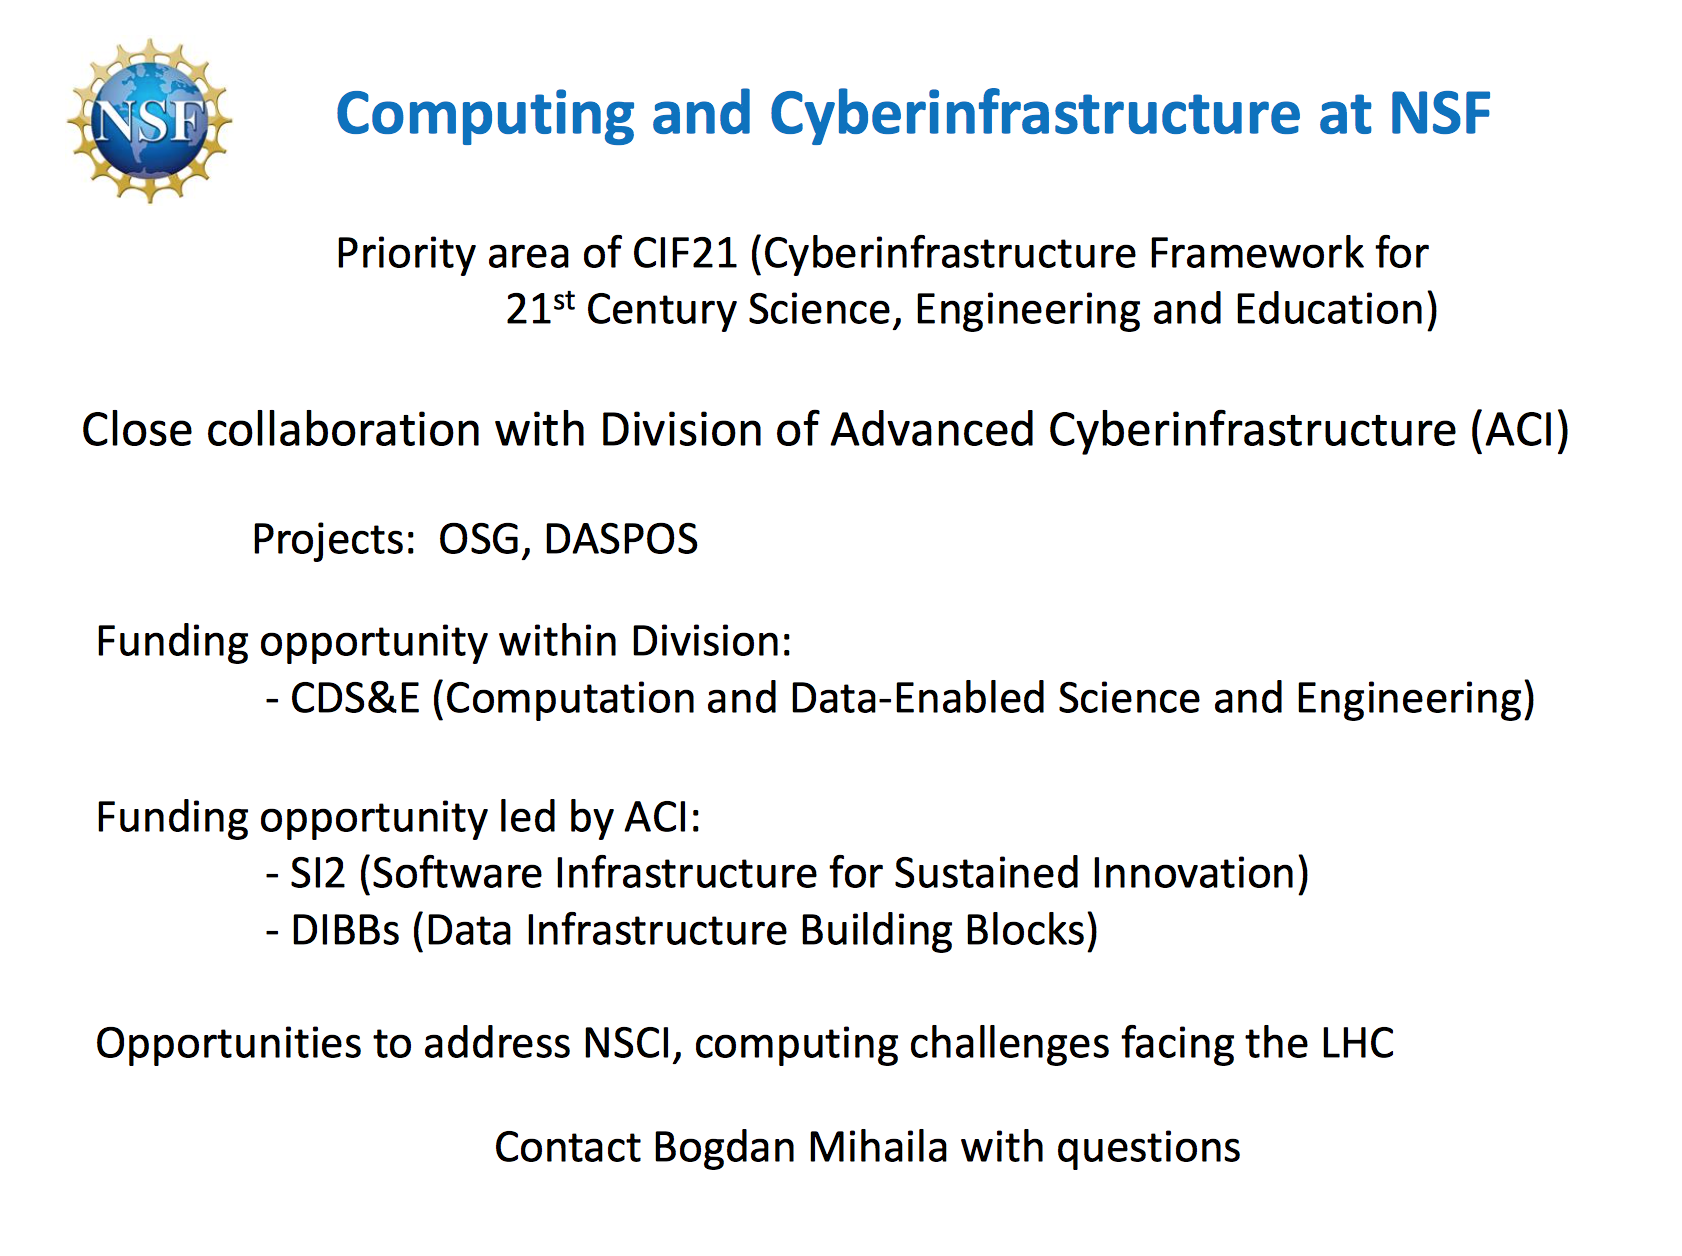 NSF
Computing and Cyberinfrastructure at NSF
Priority area of CIF21 (Cyberinfrastructure Framework for
21st Century Science, Engineering and Education)
Close collaboration with Division of Advanced Cyberinfrastructure (ACI)
Projects: OSG, DASPOS
Funding opportunity within Division:
- CDS&E (Computation and Data-Enabled Science and Engineering)
Funding opportunity led by ACI:
- SI2 (Software Infrastructure for Sustained Innovation)
- DIBBs (Data Infrastructure Building Blocks)
Opportunities to address NSCI, computing challenges facing the LHC
Contact Bogdan Mihaila with questions